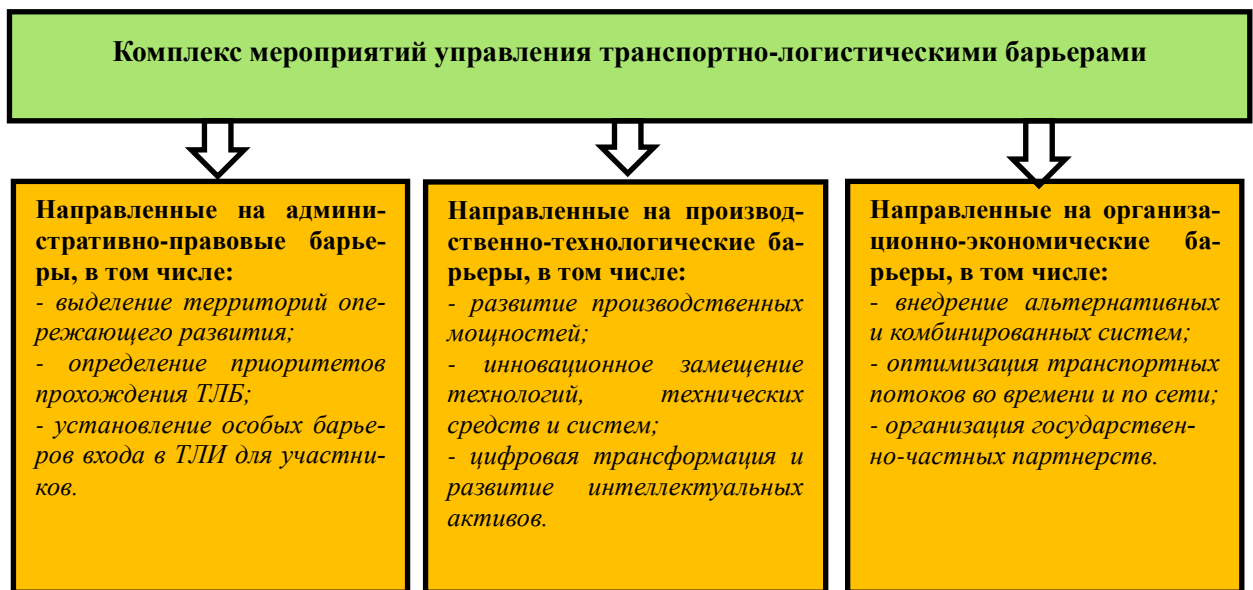 Комплекс мероприятий управления транспортно-логистическими барьерами
Направленные на админи-
стративно-правовые барье-
ры, в том числе:
- выделение территорий опе-
режающего развития;
- определение приоритетов
прохождения ТЛБ;
- установление особых барье-
ров входа в ТЛИ для участни-
ков.
Направленные на производ-
ственно-технологические ба-
рьеры, в том числе:
- развитие производственных
мощностей;
- инновационное замещение
технологий, технических
средств и систем;
- цифровая трансформация и
развитие интеллектуальных
активов.
Направленные на организа-
ционно-экономические ба-
рьеры, в том числе:
- внедрение альтернативных
и комбинированных систем;
- оптимизация транспортных
потоков во времени и по сети;
- организация государствен-
но-частных партнерств.